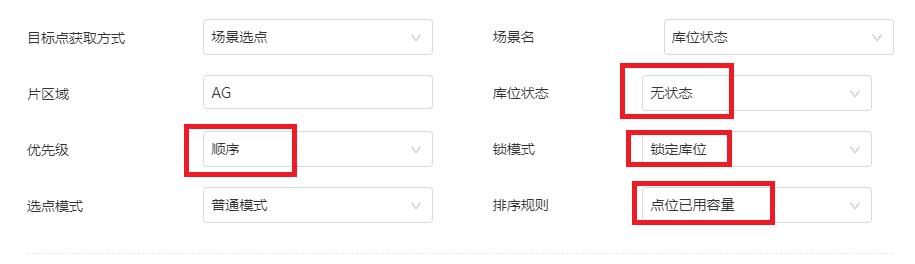 目标点获取方式 场景选点 场景名 库位状态
片区域 AG 库位状态 无状态
优先级 顺序 锁模式 锁定库位
选点模式 普通模式 排序规则 点位已用容量